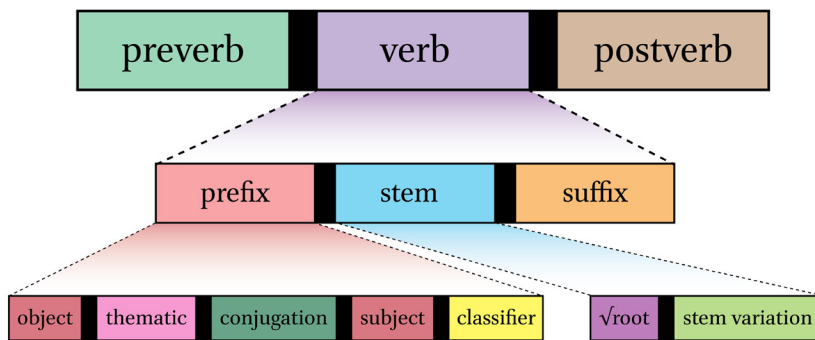 preverb verb postverb
prefix stem suffix
object thematic conjugation subject classifier √root stem variation